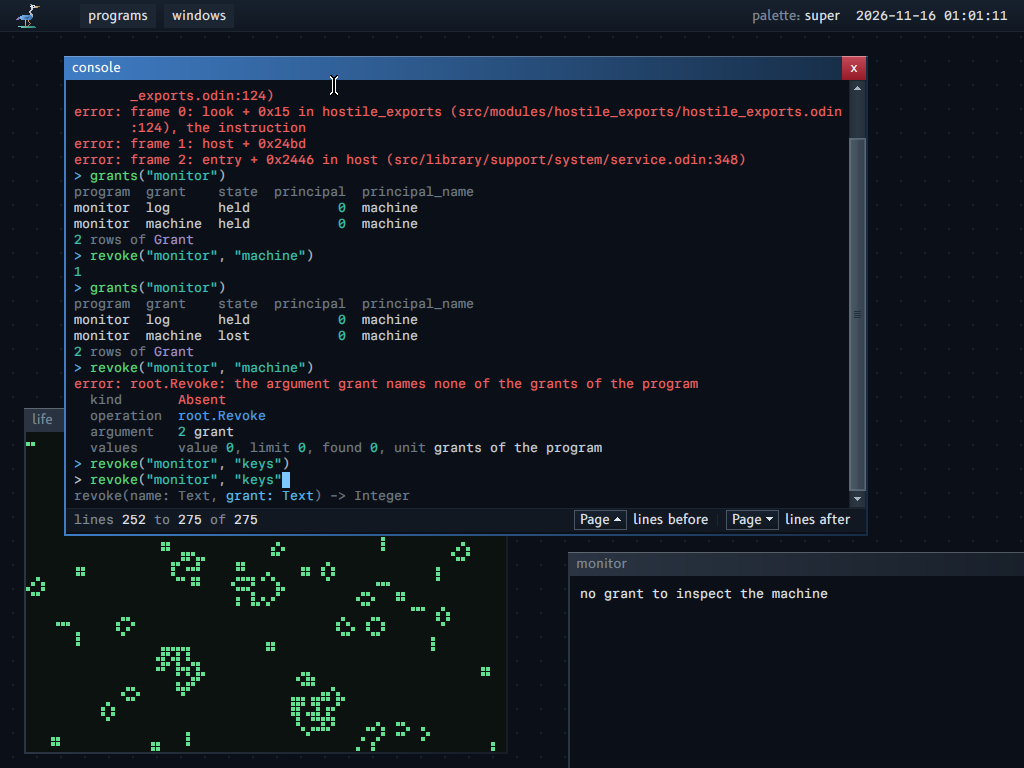 programs windows palette: super 2026-11-16 01:01:11
console x
_exports.odin:124)
error: frame 0: look + 0x15 in hostile_exports (src/modules/hostile_exports/hostile_exports.odin
:124), the instruction
error: frame 1: host + 0x24bd
error: frame 2: entry + 0x2446 in host (src/library/support/system/service.odin:348)
> grants("monitor")
program grant state principal principal_name
monitor log held 0 machine
monitor machine held 0 machine
2 rows of Grant
> revoke("monitor", "machine")
1
> grants("monitor")
program grant state principal principal_name
monitor log held 0 machine
monitor machine lost 0 machine
2 rows of Grant
> revoke("monitor", "machine")
error: root.Revoke: the argument grant names none of the grants of the program
kind Absent
operation root.Revoke
argument 2 grant
values value 0, limit 0, found 0, unit grants of the program
> revoke("monitor", "keys")
> revoke("monitor", "keys"
revoke(name: Text, grant: Text) -> Integer
lines 252 to 275 of 275 Page lines before Page lines after
life
monitor
no grant to inspect the machine